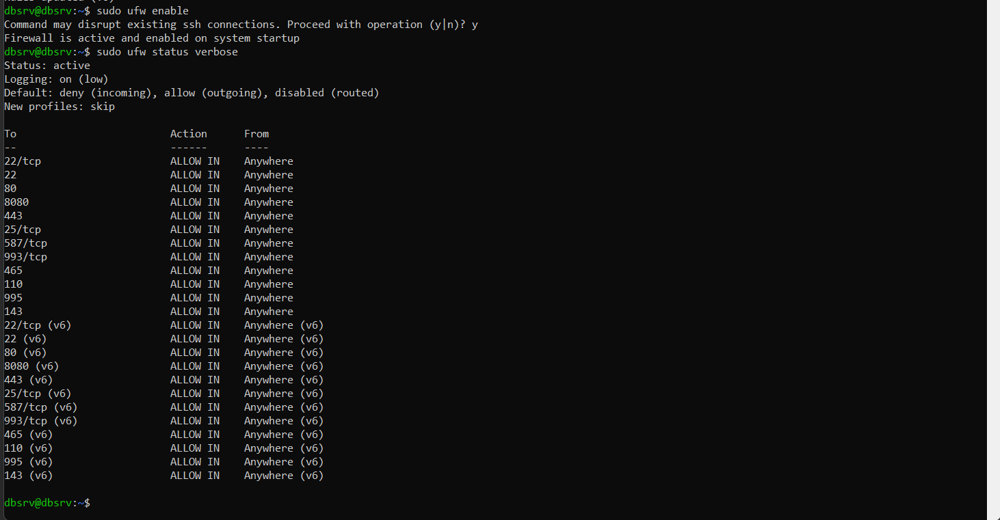 dbsrv@dbsrv:~$ sudo ufw enable
Command may disrupt existing ssh connections. Proceed with operation (y|n)? y
Firewall is active and enabled on system startup
dbsrv@dbsrv:~$ sudo ufw status verbose
Status: active
Logging: on (low)
Default: deny (incoming), allow (outgoing), disabled (routed)
New profiles: skip
To                         Action      From
--                         ------      ----
22/tcp                     ALLOW IN    Anywhere
22                         ALLOW IN    Anywhere
80                         ALLOW IN    Anywhere
8080                       ALLOW IN    Anywhere
443                        ALLOW IN    Anywhere
25/tcp                     ALLOW IN    Anywhere
587/tcp                    ALLOW IN    Anywhere
993/tcp                    ALLOW IN    Anywhere
465                        ALLOW IN    Anywhere
110                        ALLOW IN    Anywhere
995                        ALLOW IN    Anywhere
143                        ALLOW IN    Anywhere
22/tcp (v6)                ALLOW IN    Anywhere (v6)
22 (v6)                    ALLOW IN    Anywhere (v6)
80 (v6)                    ALLOW IN    Anywhere (v6)
8080 (v6)                  ALLOW IN    Anywhere (v6)
443 (v6)                   ALLOW IN    Anywhere (v6)
25/tcp (v6)                ALLOW IN    Anywhere (v6)
587/tcp (v6)               ALLOW IN    Anywhere (v6)
993/tcp (v6)               ALLOW IN    Anywhere (v6)
465 (v6)                   ALLOW IN    Anywhere (v6)
110 (v6)                   ALLOW IN    Anywhere (v6)
995 (v6)                   ALLOW IN    Anywhere (v6)
143 (v6)                   ALLOW IN    Anywhere (v6)
dbsrv@dbsrv:~$